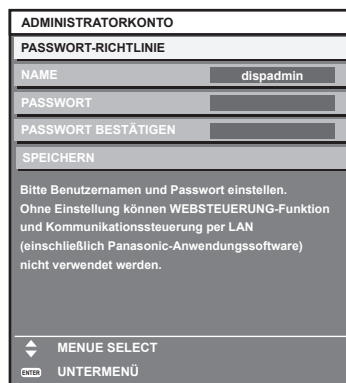 ADMINISTRATORKONTO
PASSWORT-RICHTLINIE
NAME dispadmin
PASSWORT
PASSWORT BESTÄTIGEN
SPEICHERN
Bitte Benutzernamen und Passwort einstellen.
Ohne Einstellung können WEBSTEUERUNG-Funktion
und Kommunikationssteuerung per LAN
(einschließlich Panasonic-Anwendungssoftware)
nicht verwendet werden.
MENUE SELECT
ENTER UNTERMENÜ